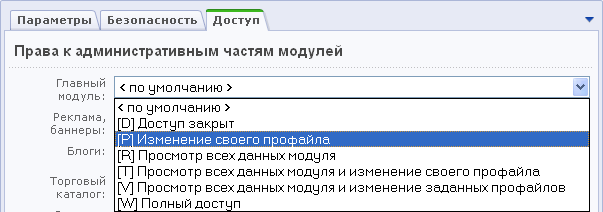 Параметры Безопасность Доступ
Права к административным частям модулей
Главный модуль: < по умолчанию >
< по умолчанию >
Реклама, баннеры: [D] Доступ закрыт
[P] Изменение своего профайла
Блоги: [R] Просмотр всех данных модуля
[T] Просмотр всех данных модуля и изменение своего профайла
Торговый каталог: [V] Просмотр всех данных модуля и изменение заданных профайлов
[W] Полный доступ